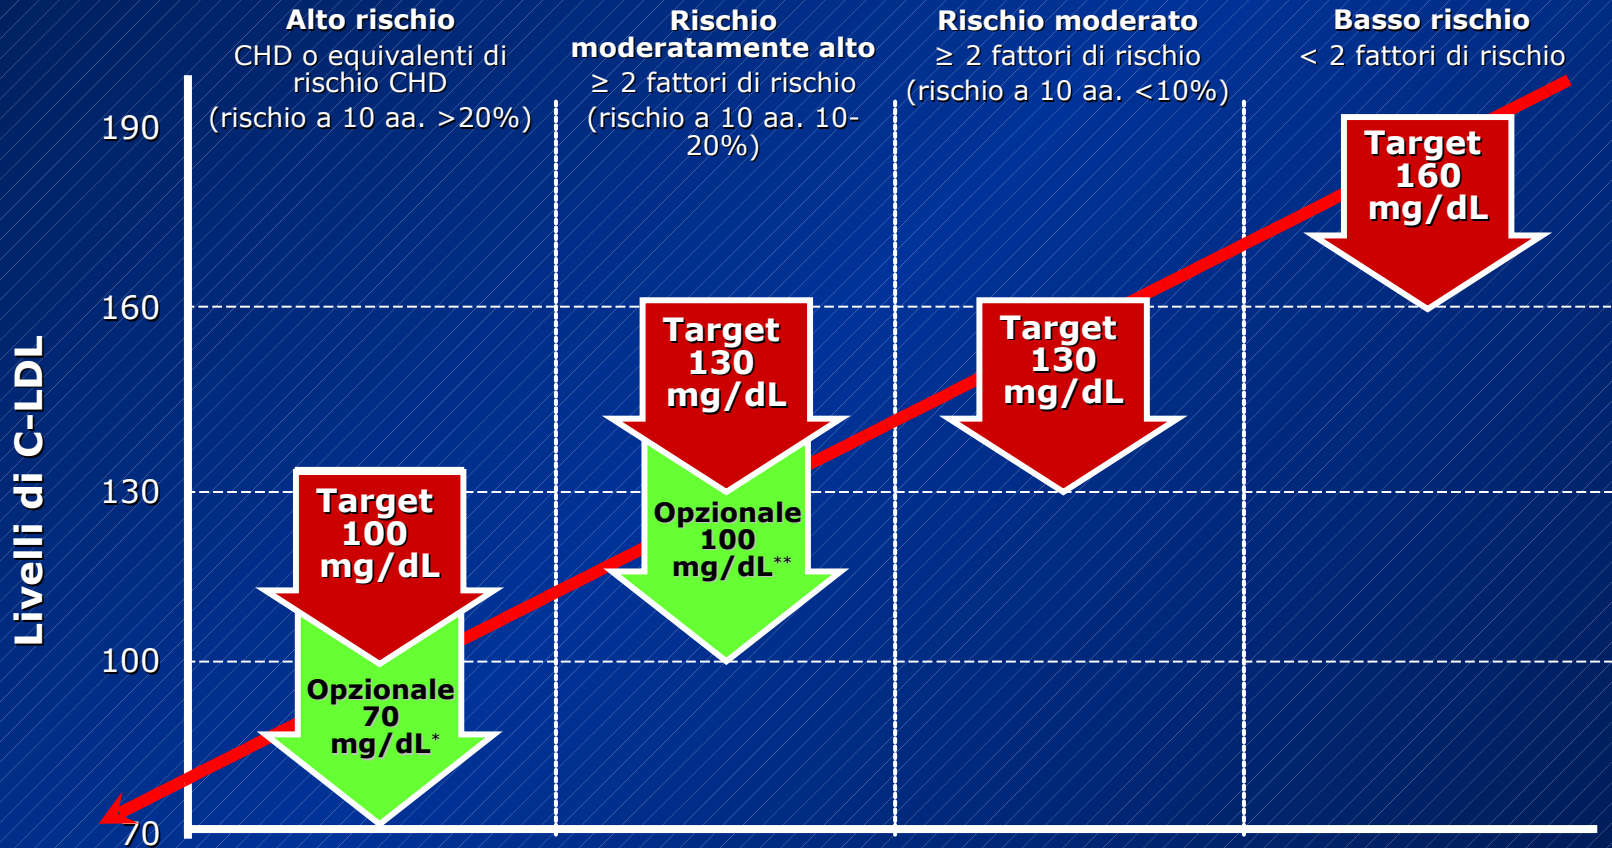 Alto rischio
CHD o equivalenti di
rischio CHD
(rischio a 10 aa. >20%)
Rischio
moderatamente alto
≥ 2 fattori di rischio
(rischio a 10 aa. 10-
20%)
Rischio moderato
≥ 2 fattori di rischio
(rischio a 10 aa. <10%)
Basso rischio
< 2 fattori di rischio
Livelli di C-LDL
190
160
130
100
70
Target
100
mg/dL
Opzionale
70
mg/dL*
Target
130
mg/dL
Opzionale
100
mg/dL**
Target
130
mg/dL
Target
160
mg/dL